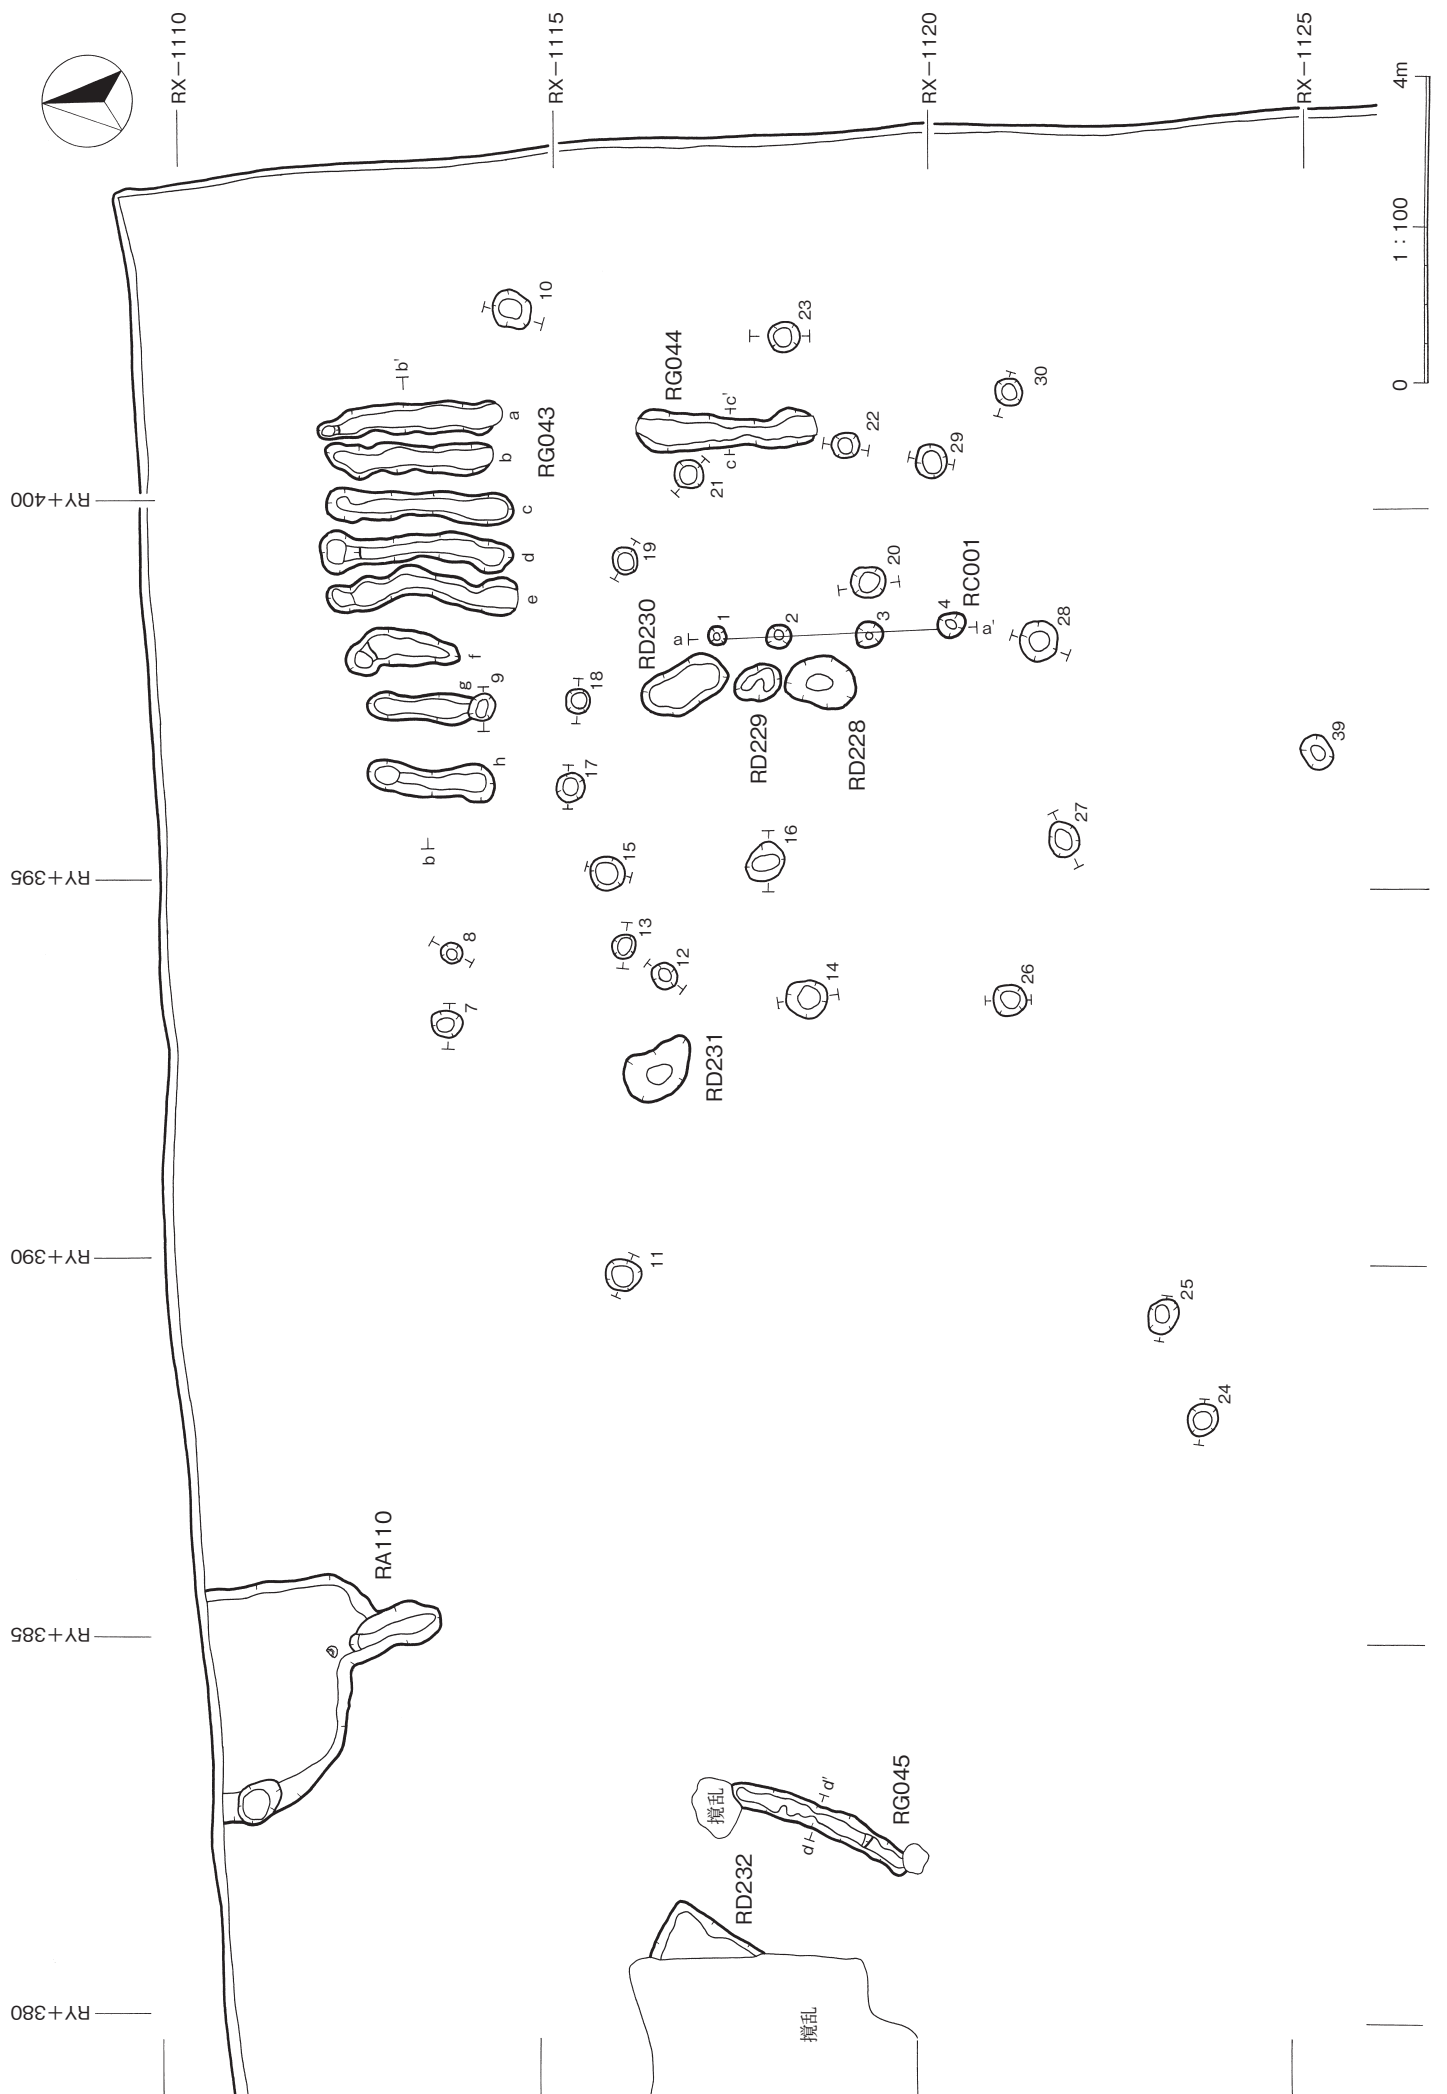 RX−1110
RX−1115
RX−1120
RX−1125
4m
1:100
0
RY+400
RY+395
RY+390
RY+385
RY+380
10
b'
a
b
c
d
e
f
g
h
RG043
9
b
RG044
c'
c
23
22
21
30
29
19
20
RC001
RD230
a
1
2
3
4
a'
28
18
17
RD229
RD228
39
16
15
27
8
13
12
7
14
26
RD231
11
25
24
RA110
撹乱
d'
d
RG045
RD232
撹乱